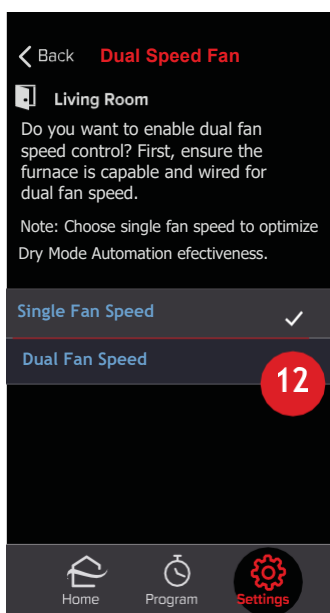 Back Dual Speed Fan
Living Room
Do you want to enable dual fan
speed control? First, ensure the
furnace is capable and wired for
dual fan speed.
Note: Choose single fan speed to optimize
Dry Mode Automation efectiveness.
Single Fan Speed
Dual Fan Speed
12
Home Program Settings